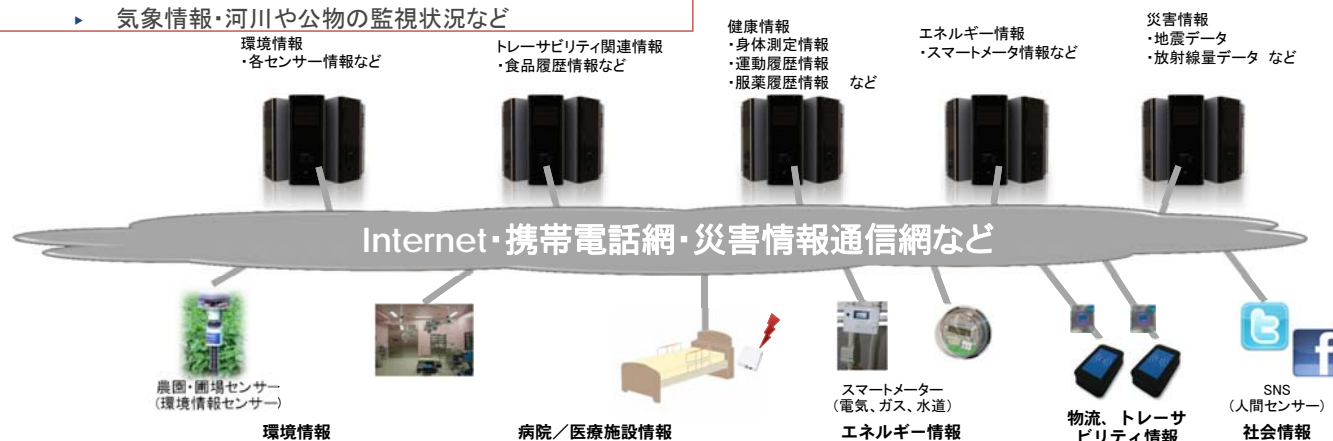 ▶ 気象情報・河川や公物の監視状況など
環境情報
・各センサー情報など
トレーサビリティ関連情報
・食品履歴情報など
健康情報
・身体測定情報
・運動履歴情報
・服薬履歴情報 など
エネルギー情報
・スマートメータ情報など
災害情報
・地震データ
・放射線量データ など
Internet・携帯電話網・災害情報通信網など
農園・圃場センサー
(環境情報センサー)
スマートメーター
(電気、ガス、水道)
SNS
(人間センサー)
環境情報
病院／医療施設情報
エネルギー情報
物流、トレーサ
ビリティ情報
社会情報